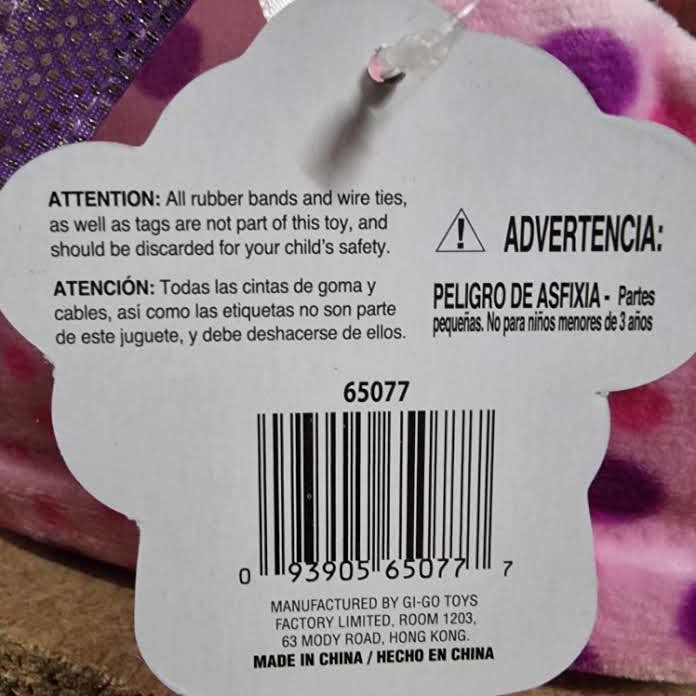 ATTENTION: All rubber bands and wire ties,
as well as tags are not part of this toy, and
should be discarded for your child's safety.
ATENCIÓN: Todas las cintas de goma y
cables, así como las etiquetas no son parte
de este juguete, y debe deshacerse de ellos.
! ADVERTENCIA:
PELIGRO DE ASFIXIA - Partes
pequeñas. No para niños menores de 3 años
65077
0 93905 65077 7
MANUFACTURED BY GI-GO TOYS
FACTORY LIMITED, ROOM 1203,
63 MODY ROAD, HONG KONG.
MADE IN CHINA / HECHO EN CHINA